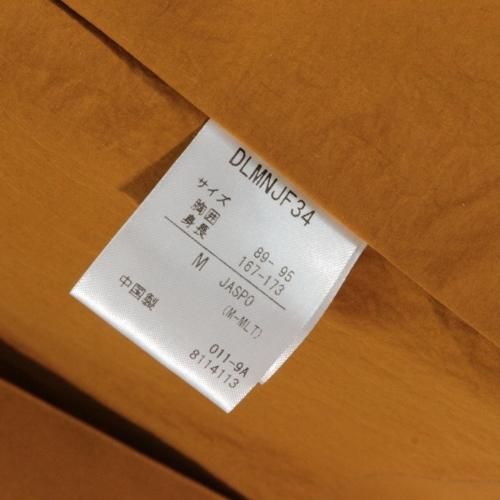 DLMNJF34
サイズ
胸囲 89- 95
身長 167-173
M JASPO
(M-MLT)
中国製
011-9A
8114113